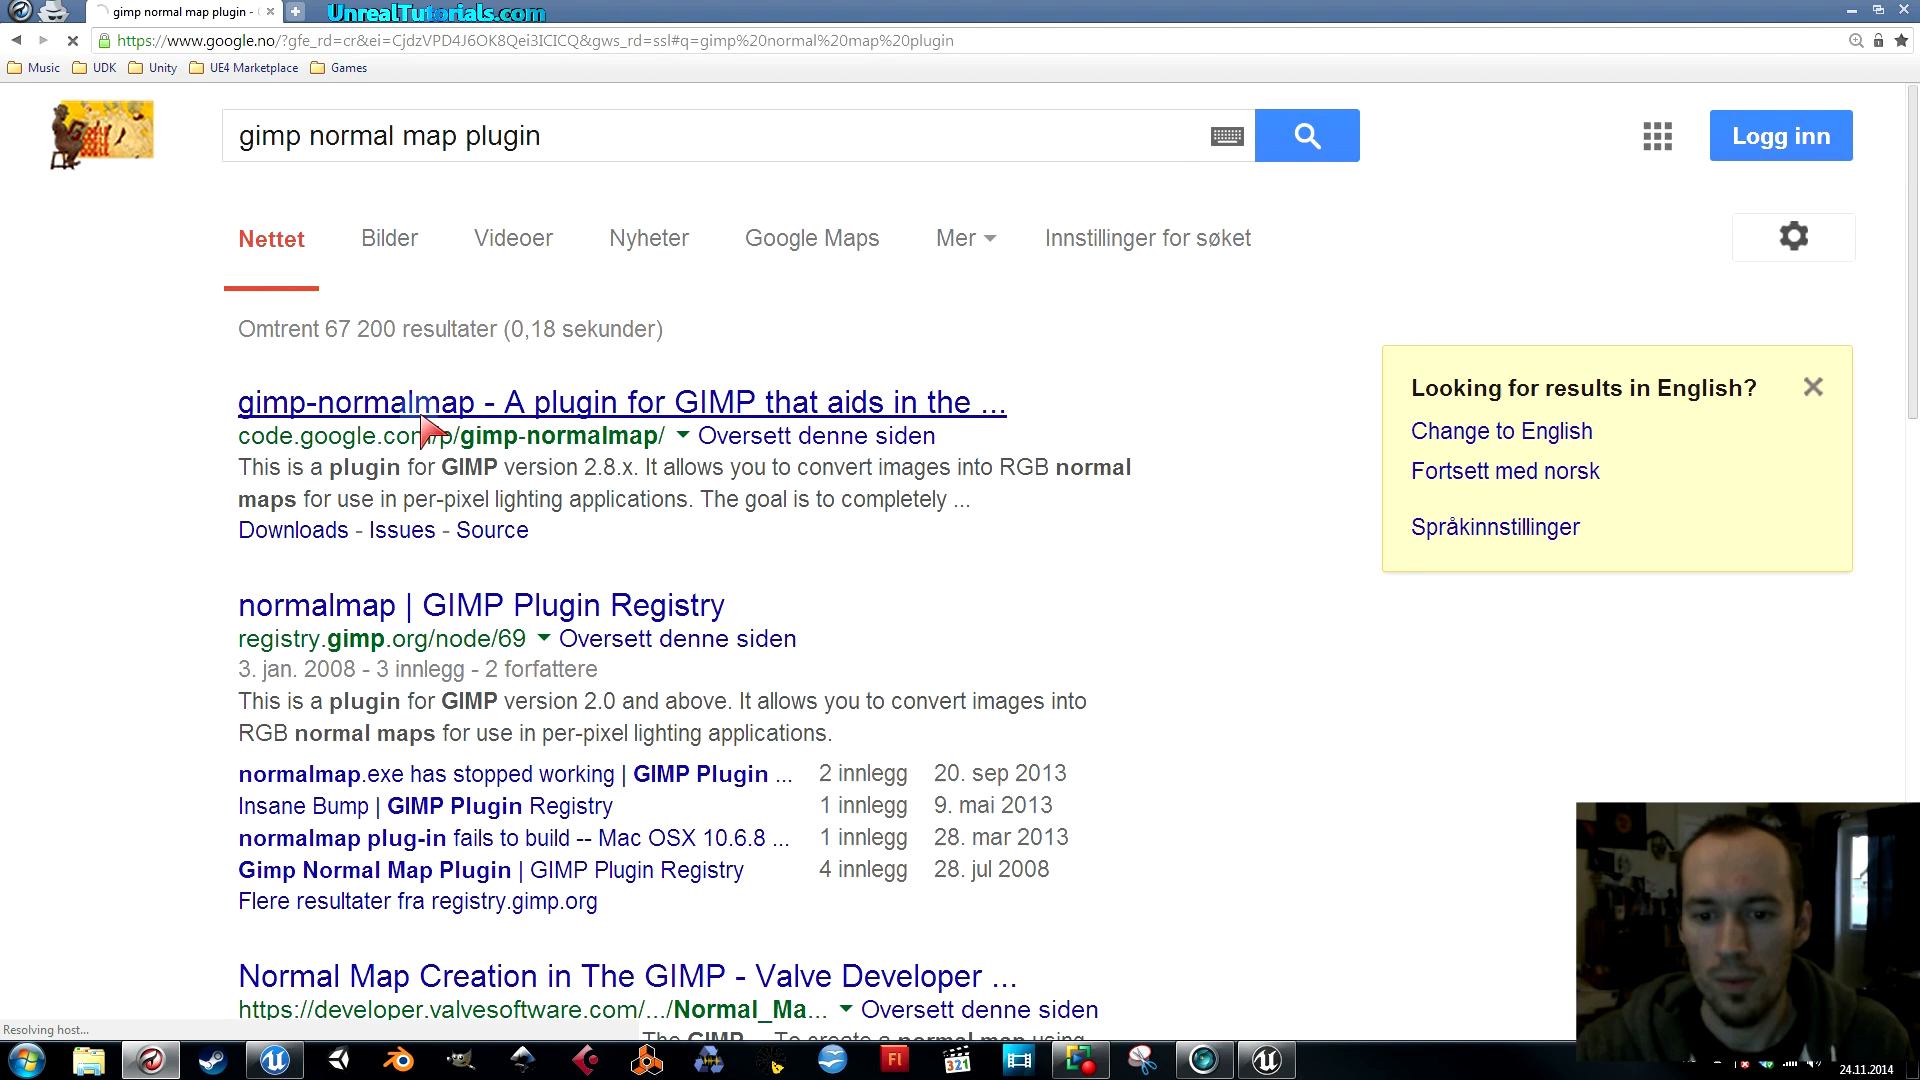 gimp normal map plugin -
UnrealTutorials.com
https://www.google.no/?gfe_rd=cr&ei=CjdzVPD4J6OK8Qei3ICICQ&gws_rd=ssl#q=gimp%20normal%20map%20plugin
Music UDK Unity UE4 Marketplace Games
gimp normal map plugin
Logg inn
Nettet Bilder Videoer Nyheter Google Maps Mer Innstillinger for søket
Omtrent 67 200 resultater (0,18 sekunder)
gimp-normalmap - A plugin for GIMP that aids in the ...
code.google.com/p/gimp-normalmap/ Oversett denne siden
This is a plugin for GIMP version 2.8.x. It allows you to convert images into RGB normal
maps for use in per-pixel lighting applications. The goal is to completely ...
Downloads - Issues - Source
Looking for results in English?
Change to English
Fortsett med norsk
Språkinnstillinger
normalmap | GIMP Plugin Registry
registry.gimp.org/node/69 Oversett denne siden
3. jan. 2008 - 3 innlegg - 2 forfattere
This is a plugin for GIMP version 2.0 and above. It allows you to convert images into
RGB normal maps for use in per-pixel lighting applications.
normalmap.exe has stopped working | GIMP Plugin ... 2 innlegg 20. sep 2013
Insane Bump | GIMP Plugin Registry 1 innlegg 9. mai 2013
normalmap plug-in fails to build -- Mac OSX 10.6.8 ... 1 innlegg 28. mar 2013
Gimp Normal Map Plugin | GIMP Plugin Registry 4 innlegg 28. jul 2008
Flere resultater fra registry.gimp.org
Normal Map Creation in The GIMP - Valve Developer ...
https://developer.valvesoftware.com/.../Normal_Ma... Oversett denne siden
The GIMP To create a normal map using
Resolving host...
Fl
321
24.11.2014